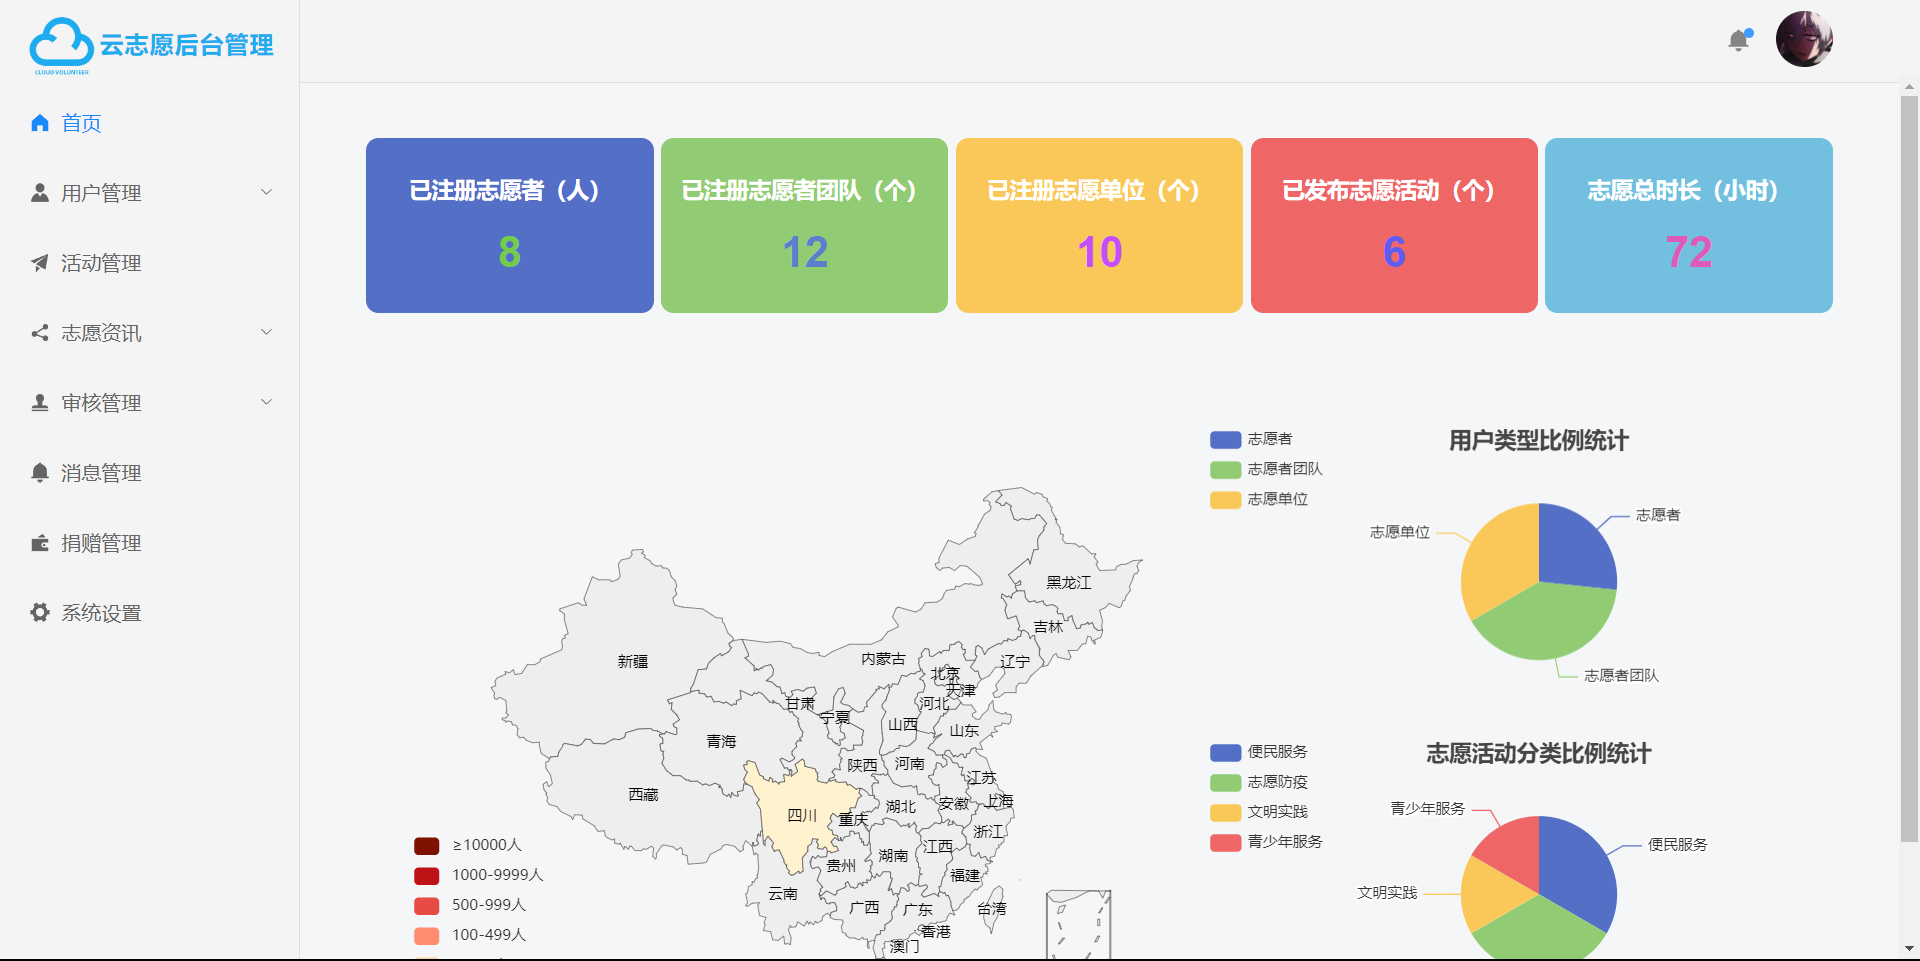 云志愿后台管理
CLOUD VOLUNTEER
首页
用户管理
活动管理
志愿资讯
审核管理
消息管理
捐赠管理
系统设置
已注册志愿者（人）
8
已注册志愿者团队（个）
12
已注册志愿单位（个）
10
已发布志愿活动（个）
6
志愿总时长（小时）
72
黑龙江
吉林
辽宁
内蒙古
新疆
北京
天津
河北
甘肃
宁夏
山西
山东
青海
陕西
河南
江苏
西藏
四川
重庆
湖北
安徽
上海
浙江
湖南
江西
贵州
福建
云南
广西
广东
台湾
香港
澳门
≥10000人
1000-9999人
500-999人
100-499人
用户类型比例统计
志愿者
志愿者团队
志愿单位
志愿者
志愿单位
志愿者团队
志愿活动分类比例统计
便民服务
志愿防疫
文明实践
青少年服务
青少年服务
便民服务
文明实践